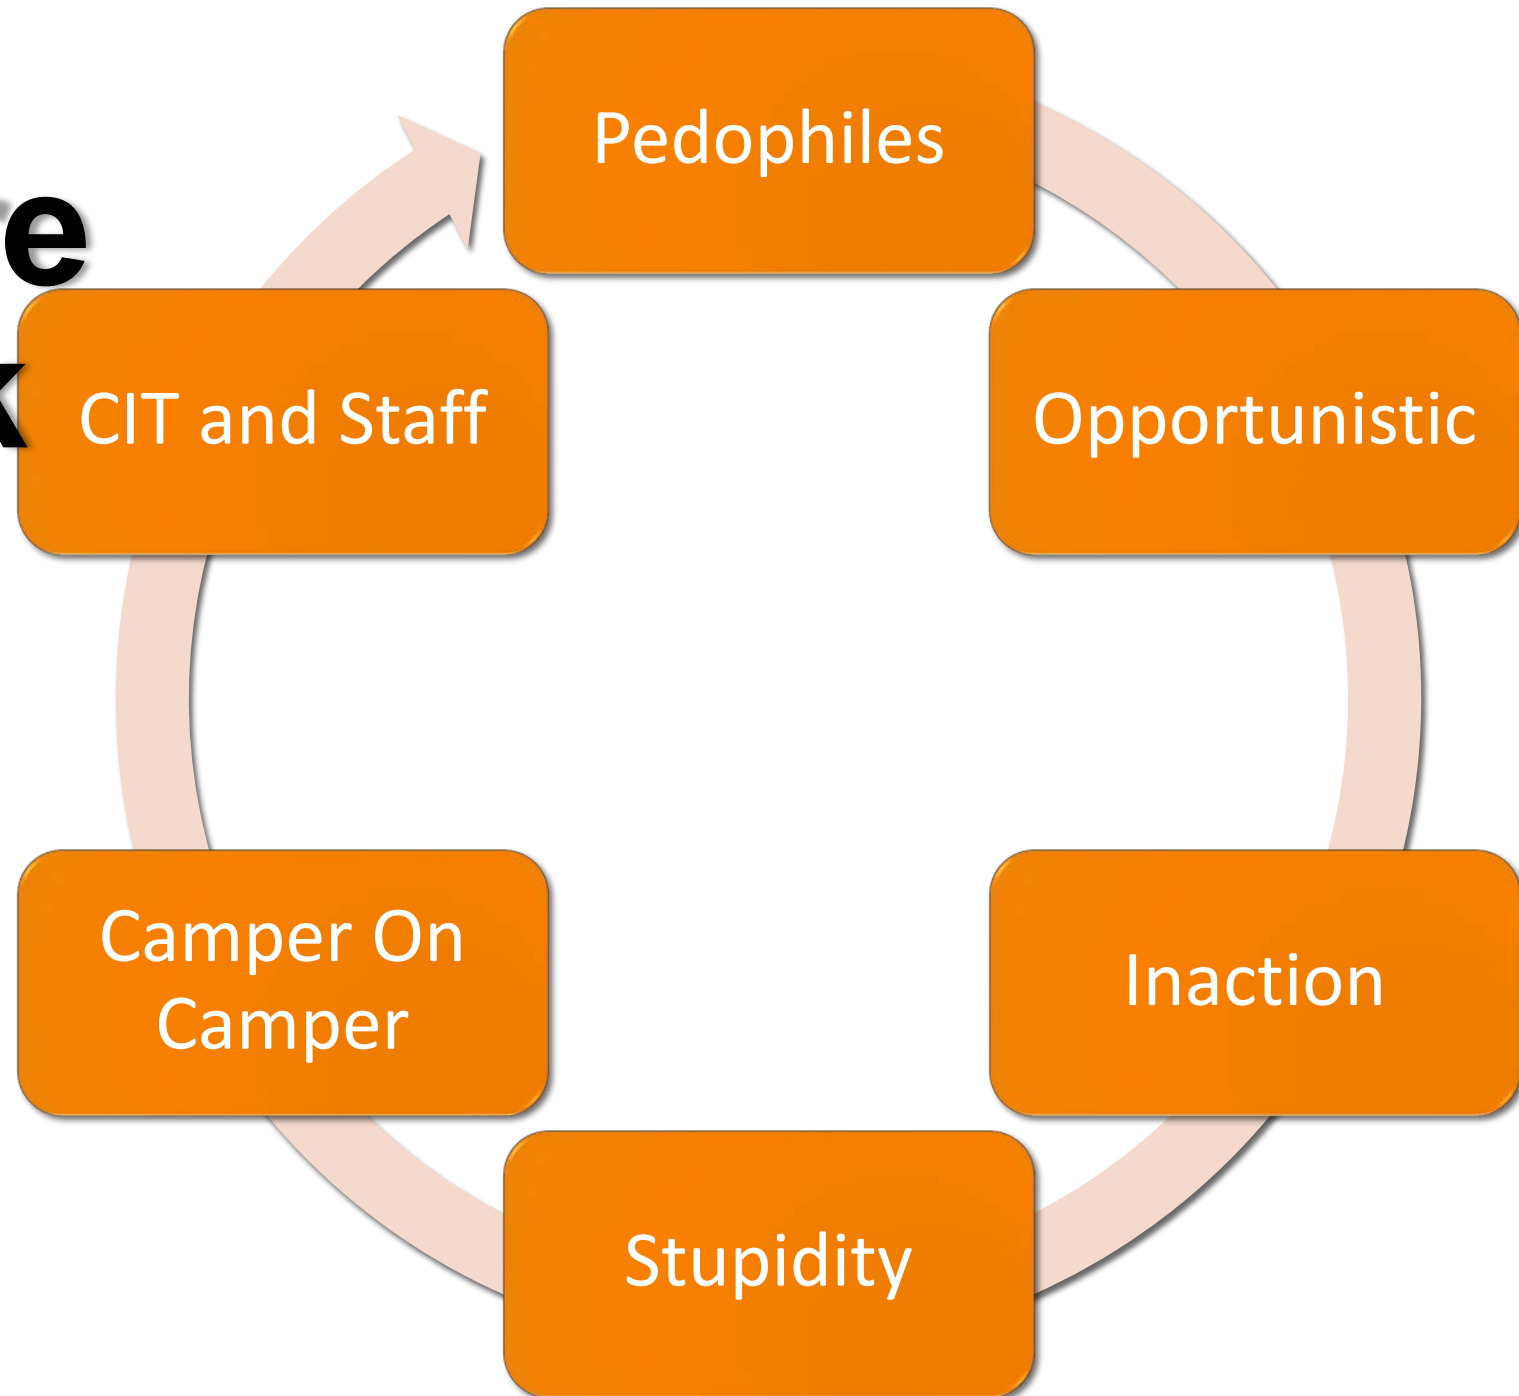 Pedophiles
CIT and Staff
Opportunistic
Camper On
Camper
Inaction
Stupidity